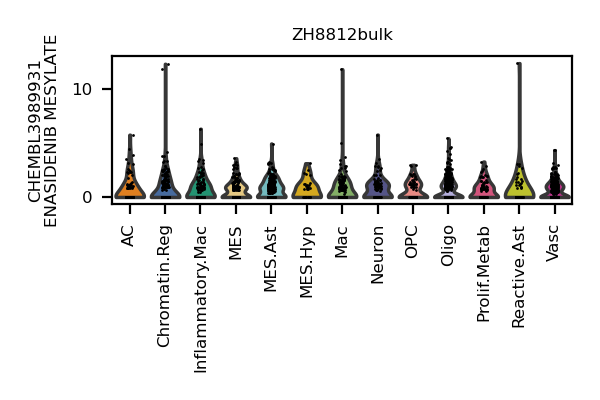 ZH8812bulk
CHEMBL3989931
ENASIDENIB MESYLATE
10
0
AC
Chromatin.Reg
Inflammatory.Mac
MES
MES.Ast
MES.Hyp
Mac
Neuron
OPC
Oligo
Prolif.Metab
Reactive.Ast
Vasc